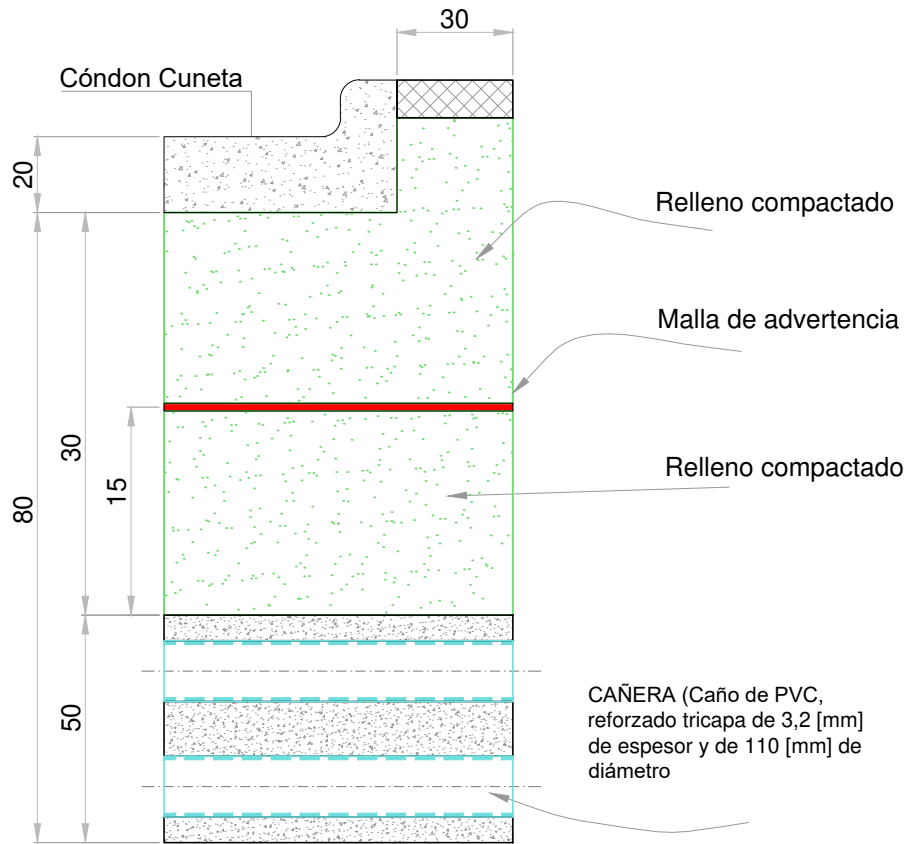 30
Cóndon Cuneta
20
Relleno compactado
Malla de advertencia
30
15
80
Relleno compactado
50
CAÑERA (Caño de PVC,
reforzado tricapa de 3,2 [mm]
de espesor y de 110 [mm] de
diámetro